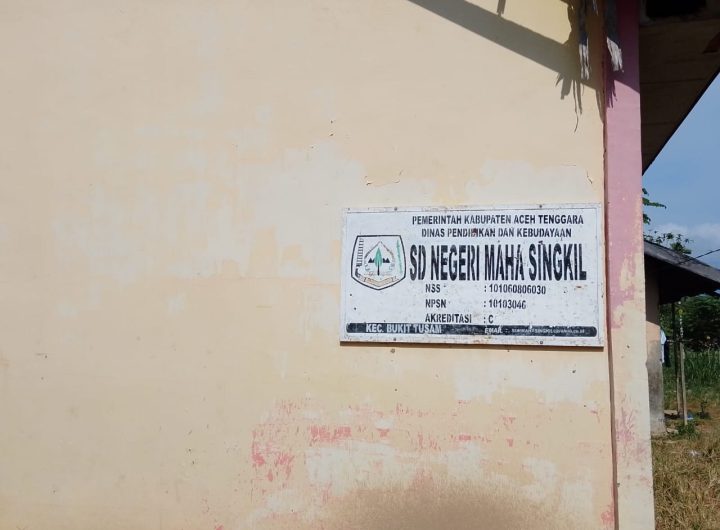 PEMERINTAH KABUPATEN ACEH TENGGARA
DINAS PENDIDIKAN DAN KEBUDAYAAN
SD NEGERI MAHA SINGKIL
NSS : 101060806030
NPSN : 10103046
AKREDITASI : C
KEC. BUKIT TUSAM EMAIL :